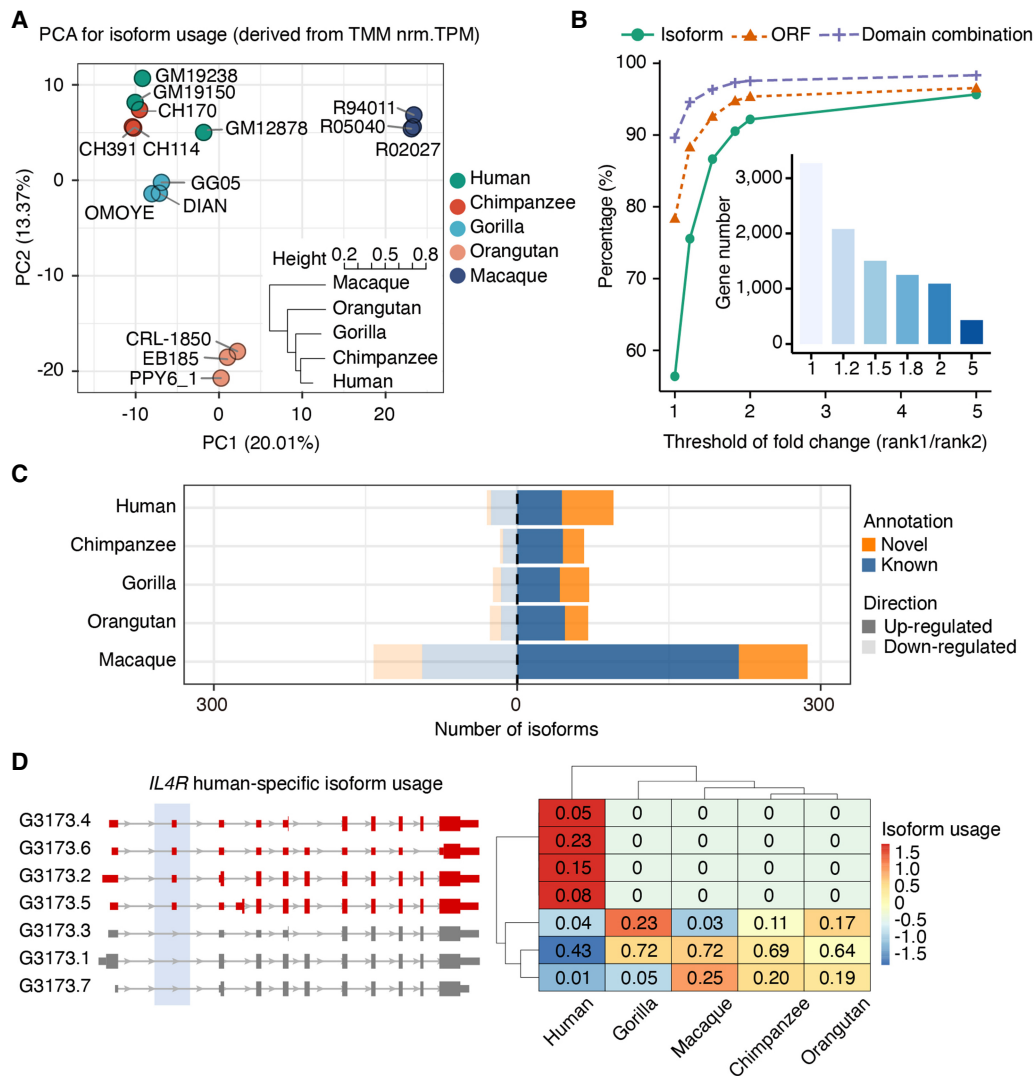 A
PCA for isoform usage (derived from TMM nrm.TPM)
PC2 (13.37%)
10
0
-10
-20
GM19238
GM19150
CH170
GM12878
CH391
CH114
R94011
R05040
R02027
GG05
OMOYE
DIAN
CRL-1850
EB185
PPY6_1
Height
0.2
0.8
Macaque
Orangutan
Gorilla
Chimpanzee
Human
-10
0
10
20
PC1 (20.01%)
Human
Chimpanzee
Gorilla
Orangutan
Macaque
B
Isoform
ORF
Domain combination
Percentage (%)
100
90
80
70
60
Gene number
3,000
2,000
1,000
0
1
1.2
1.5
1.8
2
5
1
2
3
4
5
Threshold of fold change (rank1/rank2)
C
Human
Chimpanzee
Gorilla
Orangutan
Macaque
300
0
300
Number of isoforms
Annotation
Novel
Known
Direction
Up-regulated
Down-regulated
D
IL4R human-specific isoform usage
G3173.4
G3173.6
G3173.2
G3173.5
G3173.3
G3173.1
G3173.7
0.05 0 0 0 0
0.23 0 0 0 0
0.15 0 0 0 0
0.08 0 0 0 0
0.04 0.23 0.03 0.11 0.17
0.43 0.72 0.72 0.69 0.64
0.01 0.05 0.25 0.20 0.19
Human
Gorilla
Macaque
Chimpanzee
Orangutan
Isoform usage
1.5
1.0
0.5
0
-0.5
-1.0
-1.5